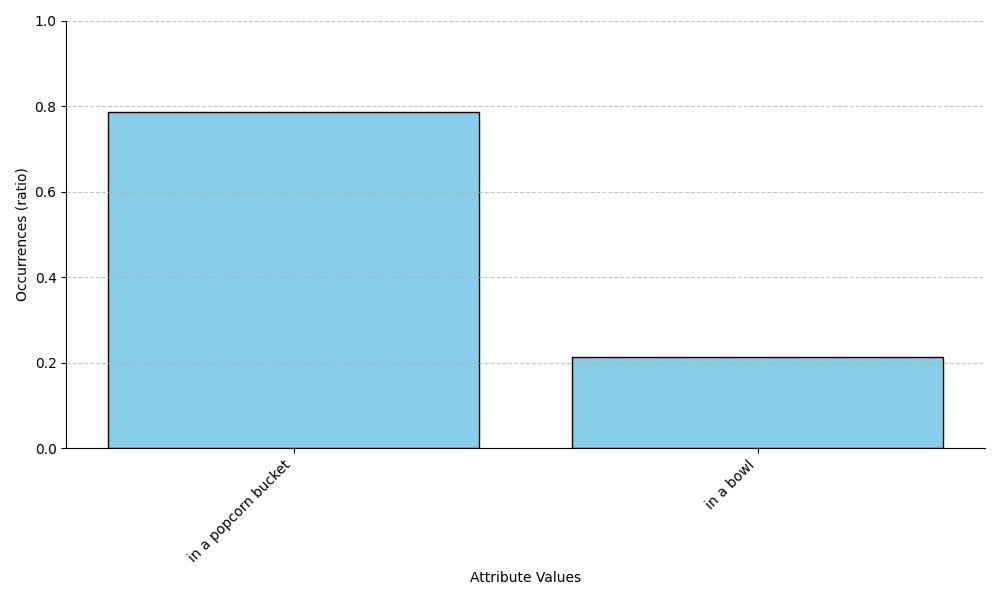 1.0
0.8
0.6
0.4
0.2
0.0
Occurrences (ratio)
in a popcorn bucket
in a bowl
Attribute Values